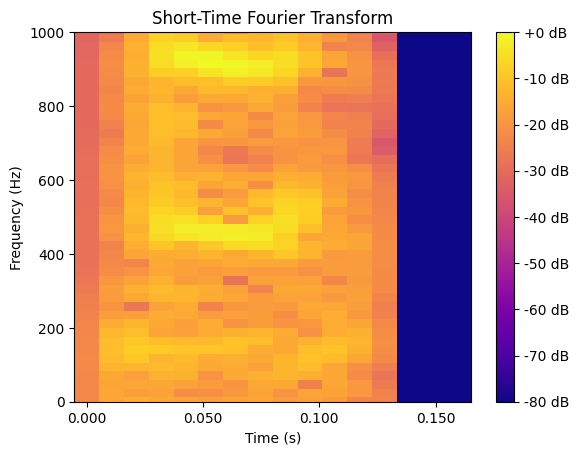 Short-Time Fourier Transform
1000
800
600
400
200
0
Frequency (Hz)
0.000
0.050
0.100
0.150
Time (s)
+0 dB
-10 dB
-20 dB
-30 dB
-40 dB
-50 dB
-60 dB
-70 dB
-80 dB